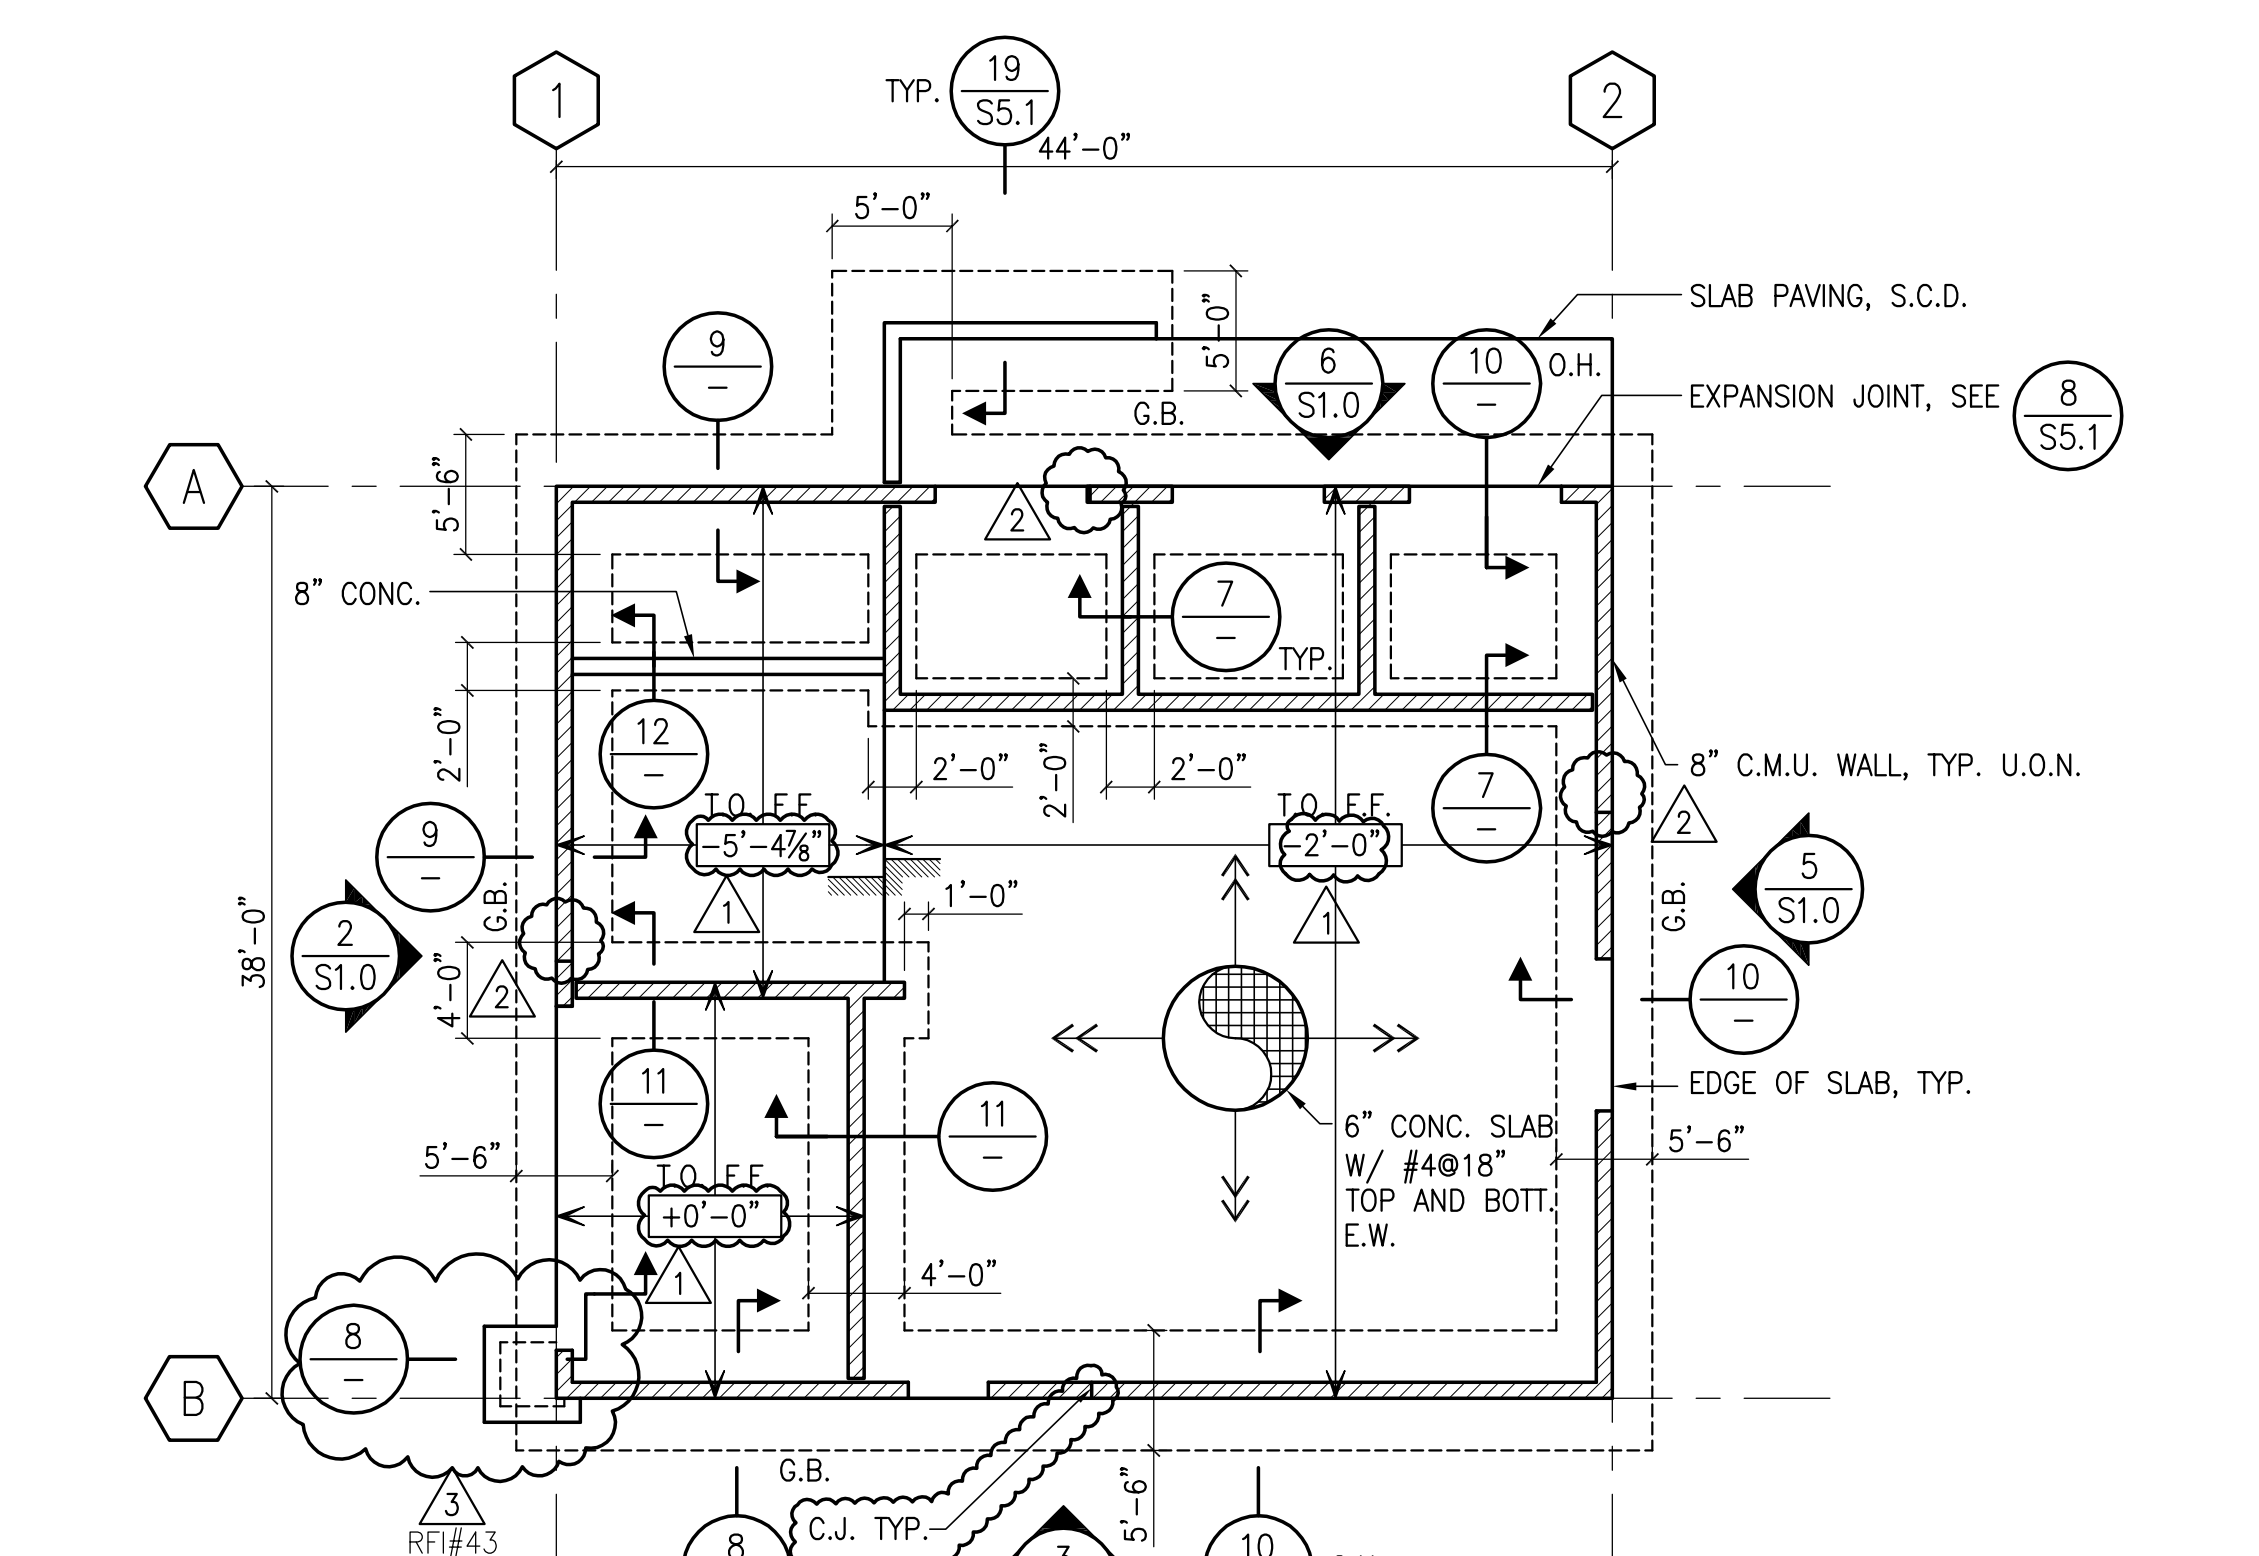 1
2
TYP.
19
S5.1
44'-0"
5'-0"
5'-0"
SLAB PAVING, S.C.D.
9
–
6
S1.0
10
–
O.H.
G.B.
EXPANSION JOINT, SEE
8
S5.1
A
5'-6"
2
8" CONC.
7
–
TYP.
12
–
2'-0"
2'-0"
2'-0"
2'-0"
7
–
8" C.M.U. WALL, TYP. U.O.N.
2
T.O. F.F.
-5'-4⅞"
1
T.O. F.F.
-2'-0"
1
9
–
G.B.
2
S1.0
38'-0"
4'-0"
2
1'-0"
G.B.
5
S1.0
10
–
EDGE OF SLAB, TYP.
11
–
11
–
6" CONC. SLAB
W/ #4@18"
TOP AND BOTT.
E.W.
5'-6"
5'-6"
T.O. F.F.
+0'-0"
1
4'-0"
8
–
B
3
RFI#43
G.B.
C.J. TYP.
5'-6"
8
3
10